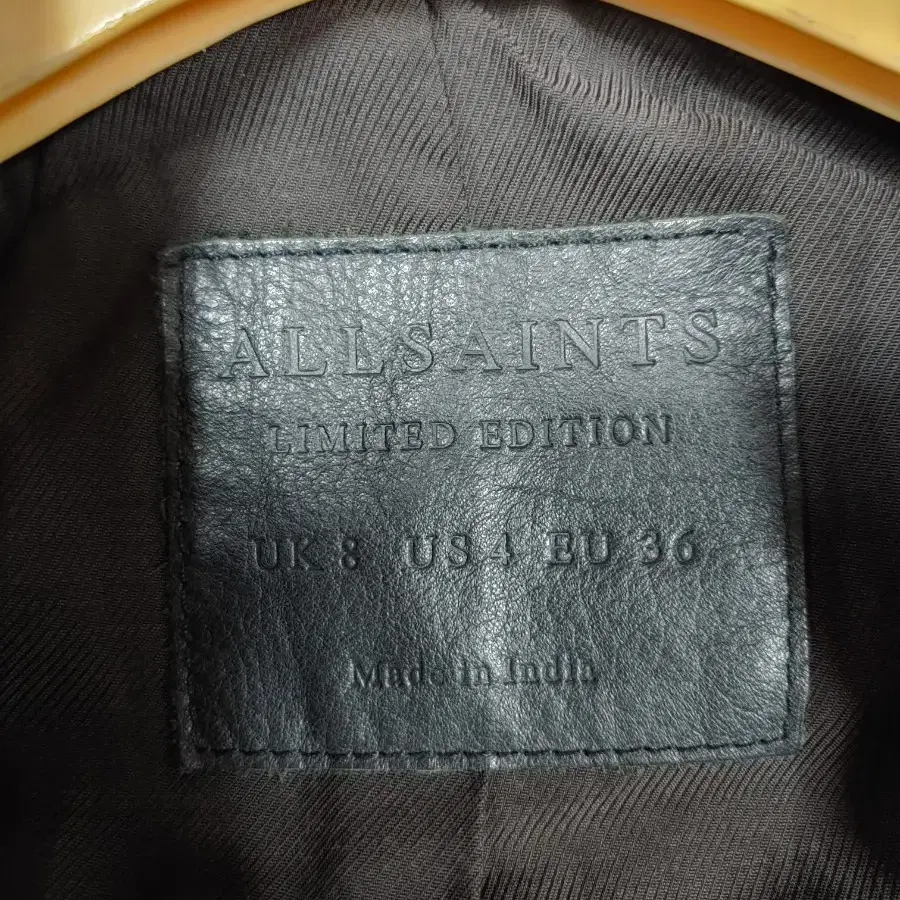 ALLSAINTS
LIMITED EDITION
UK 8 US 4 EU 36
Made in India